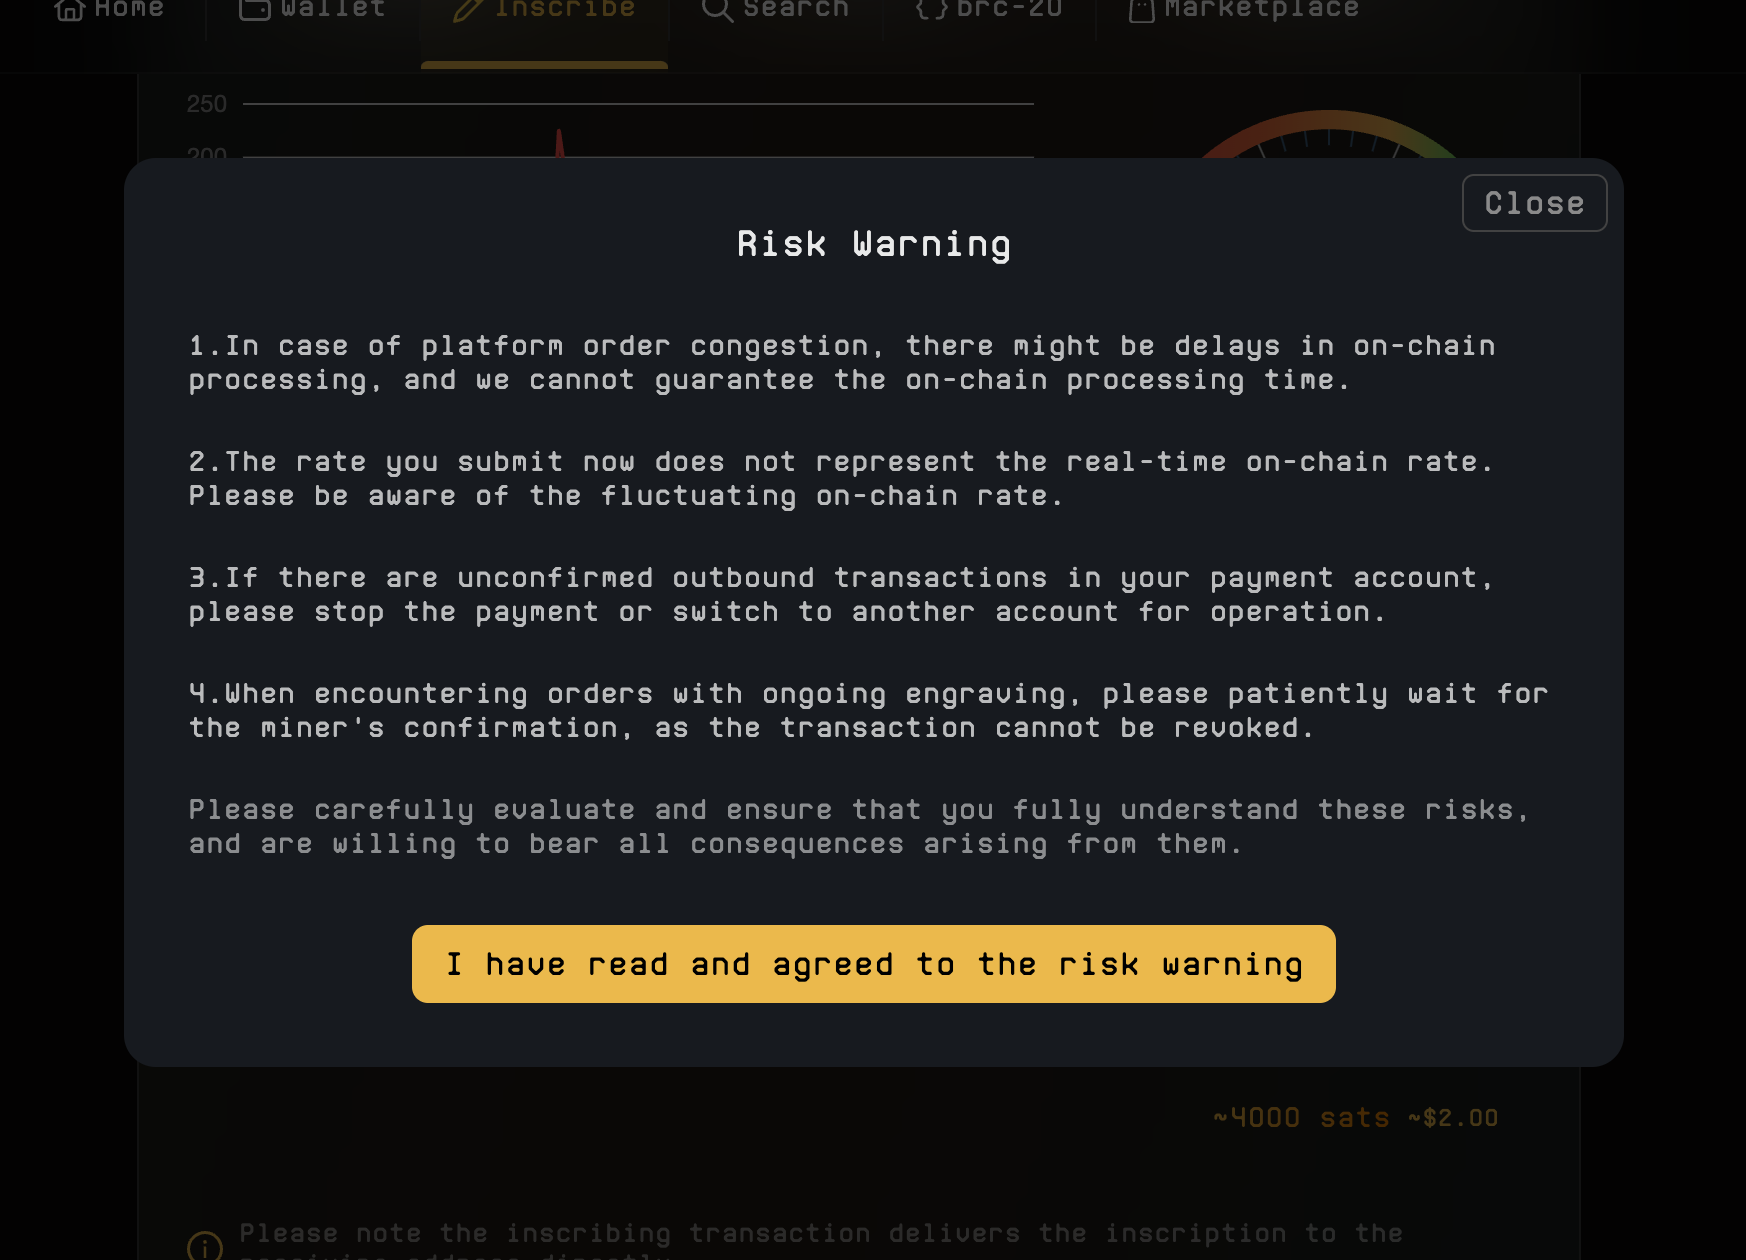 Home Wallet Inscribe Search brc-20 Marketplace
250
200
Close
Risk Warning
1.In case of platform order congestion, there might be delays in on-chain
processing, and we cannot guarantee the on-chain processing time.
2.The rate you submit now does not represent the real-time on-chain rate.
Please be aware of the fluctuating on-chain rate.
3.If there are unconfirmed outbound transactions in your payment account,
please stop the payment or switch to another account for operation.
4.When encountering orders with ongoing engraving, please patiently wait for
the miner's confirmation, as the transaction cannot be revoked.
Please carefully evaluate and ensure that you fully understand these risks,
and are willing to bear all consequences arising from them.
I have read and agreed to the risk warning
~4000 sats ~$2.00
Please note the inscribing transaction delivers the inscription to the
receiving address directly